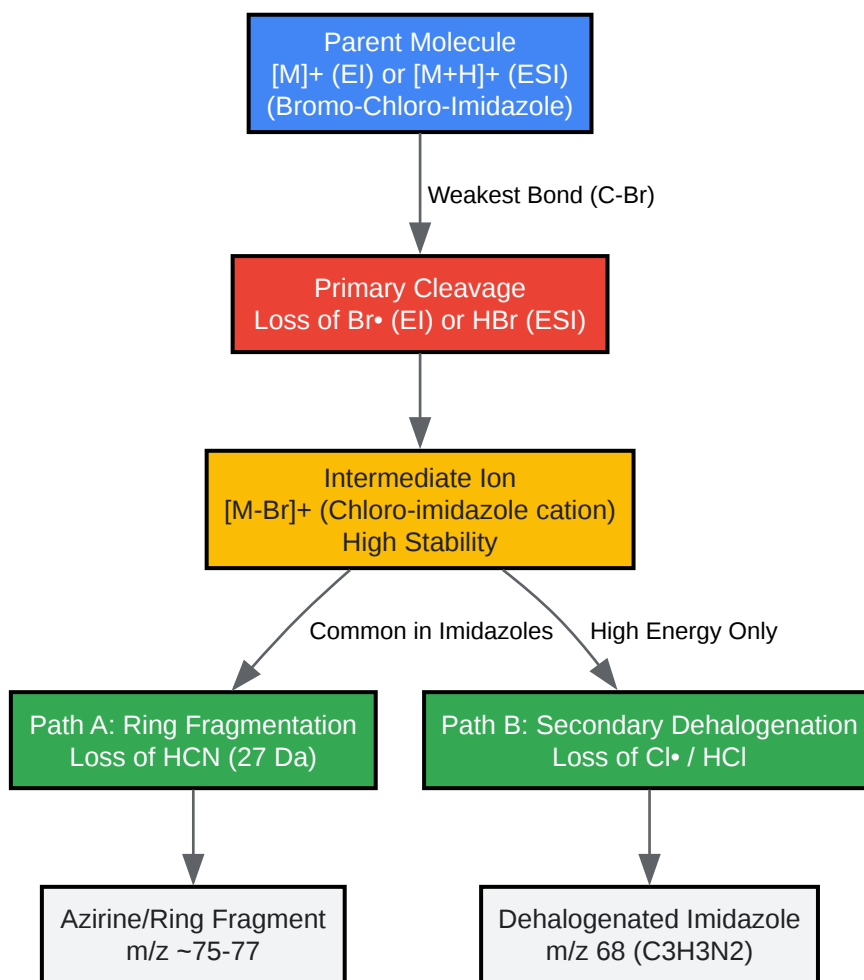 Parent Molecule
[M]+ (EI) or [M+H]+ (ESI)
(Bromo-Chloro-Imidazole)
Weakest Bond (C-Br)
Primary Cleavage
Loss of Br• (EI) or HBr (ESI)
Intermediate Ion
[M-Br]+ (Chloro-imidazole cation)
High Stability
Common in Imidazoles
High Energy Only
Path A: Ring Fragmentation
Loss of HCN (27 Da)
Path B: Secondary Dehalogenation
Loss of Cl• / HCl
Azirine/Ring Fragment
m/z ~75-77
Dehalogenated Imidazole
m/z 68 (C3H3N2)